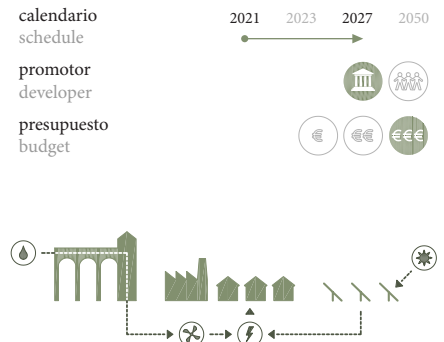 calendario 2021 2023 2027 2050
schedule
promotor
developer
presupuesto € €€ €€€
budget